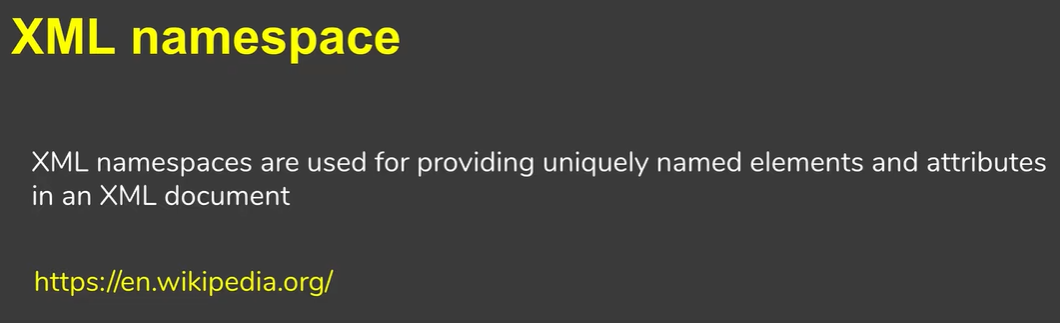 XML namespace
XML namespaces are used for providing uniquely named elements and attributes
in an XML document
https://en.wikipedia.org/